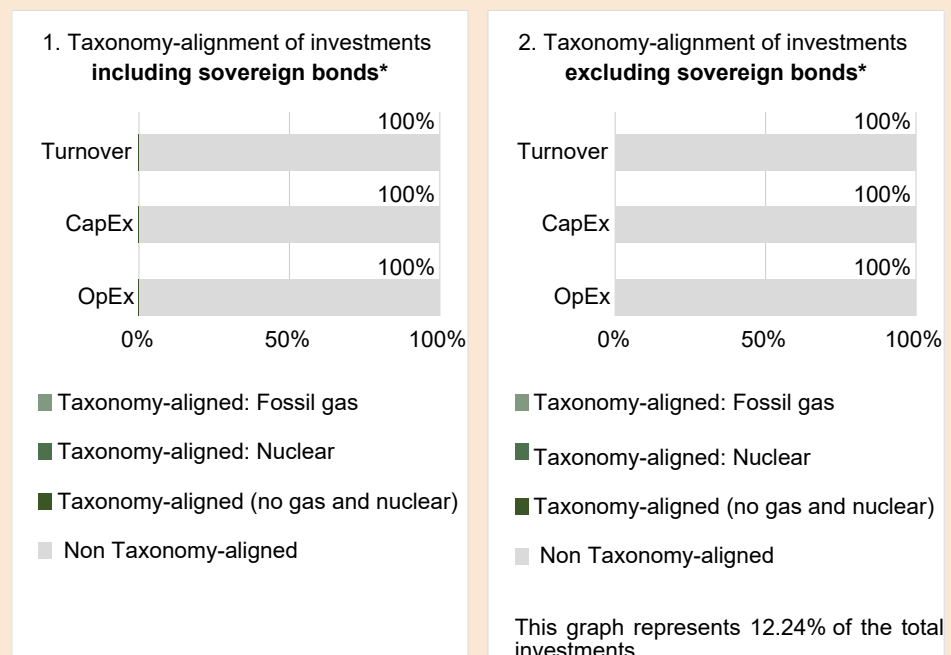 1. Taxonomy-alignment of investments
including sovereign bonds*
100%
Turnover
100%
CapEx
100%
OpEx
0% 50% 100%
Taxonomy-aligned: Fossil gas
Taxonomy-aligned: Nuclear
Taxonomy-aligned (no gas and nuclear)
Non Taxonomy-aligned
2. Taxonomy-alignment of investments
excluding sovereign bonds*
100%
Turnover
100%
CapEx
100%
OpEx
0% 50% 100%
Taxonomy-aligned: Fossil gas
Taxonomy-aligned: Nuclear
Taxonomy-aligned (no gas and nuclear)
Non Taxonomy-aligned
This graph represents 12.24% of the total
investments